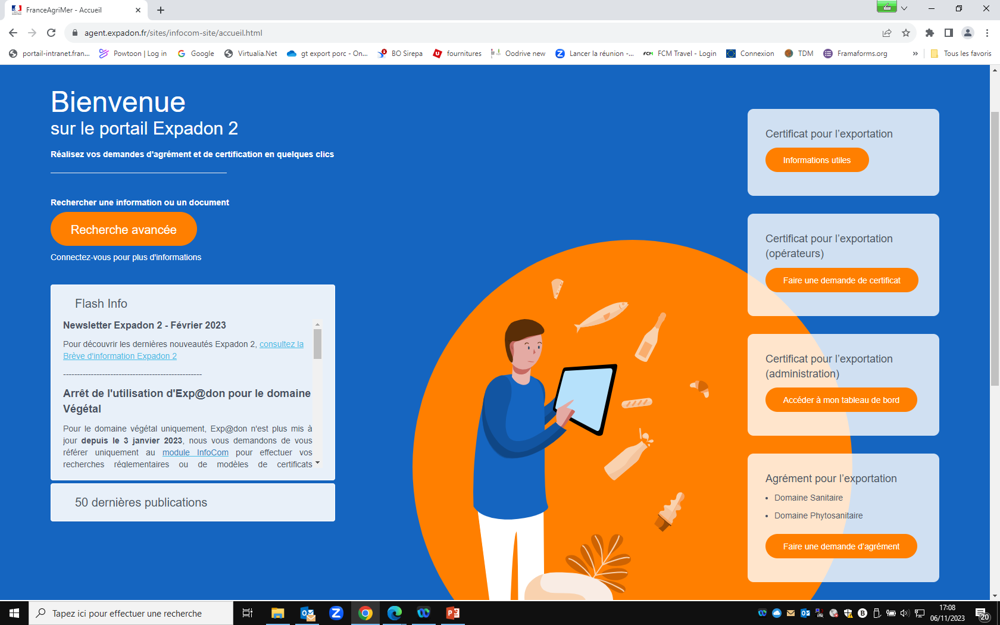 FranceAgriMer - Accueil
agent.expadon.fr/sites/infocom-site/accueil.html
portail-intranet.fran...
Powtoon | Log in
Google
Virtualia.Net
gt export porc - On...
BO Sirepa
fournitures
Oodrive new
Lancer la réunion -...
FCM Travel - Login
Connexion
TDM
Framaforms.org
»
Tous les favoris
Bienvenue
sur le portail Expadon 2
Réalisez vos demandes d'agrément et de certification en quelques clics
Rechercher une information ou un document
Recherche avancée
Connectez-vous pour plus d'informations
Flash Info
Newsletter Expadon 2 - Février 2023
Pour découvrir les dernières nouveautés Expadon 2, consultez la
Brève d'information Expadon 2
--------------------------------------------------
Arrêt de l'utilisation d'Exp@don pour le domaine
Végétal
Pour le domaine végétal uniquement, Exp@don n'est plus mis à
jour depuis le 3 janvier 2023, nous vous demandons de vous
référer uniquement au module InfoCom pour effectuer vos
recherches réglementaires ou de modèles de certificats
50 dernières publications
Certificat pour l’exportation
Informations utiles
Certificat pour l’exportation
(opérateurs)
Faire une demande de certificat
Certificat pour l’exportation
(administration)
Accéder à mon tableau de bord
Agrément pour l’exportation
• Domaine Sanitaire
• Domaine Phytosanitaire
Faire une demande d’agrément
Tapez ici pour effectuer une recherche
17:08
06/11/2023
20